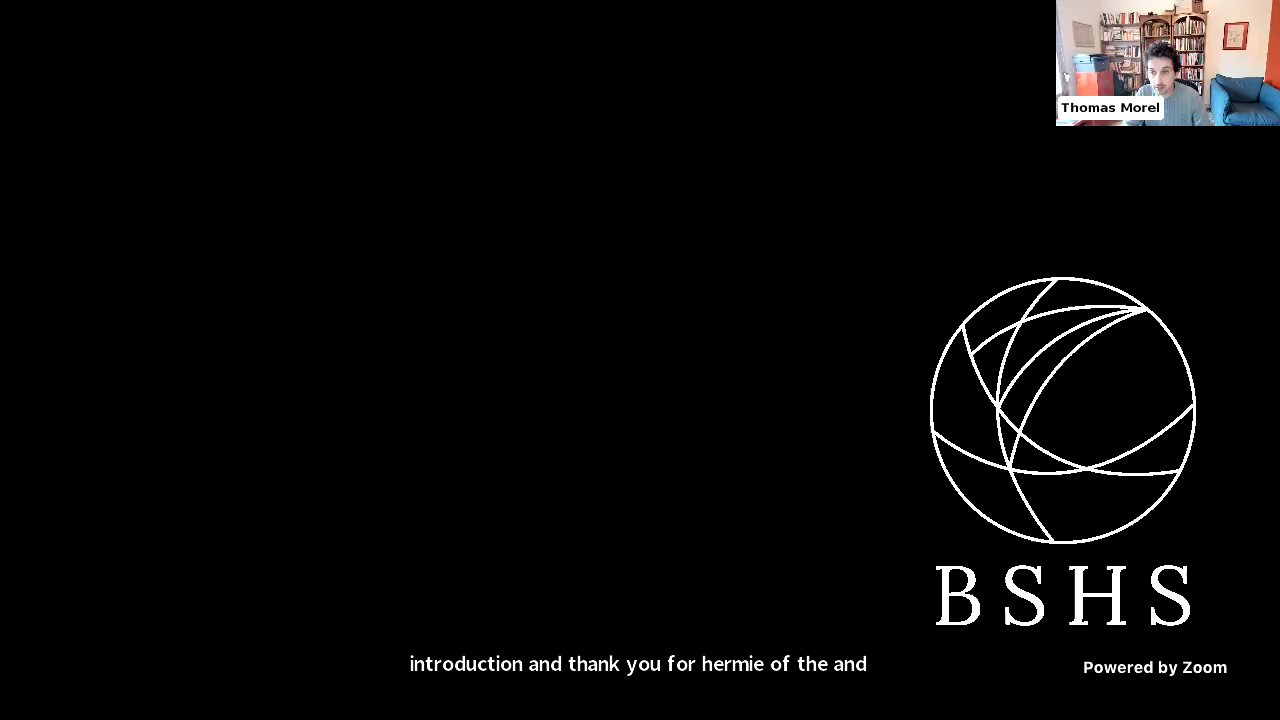 Thomas Morel
BSHS
introduction and thank you for hermie of the and
Powered by Zoom